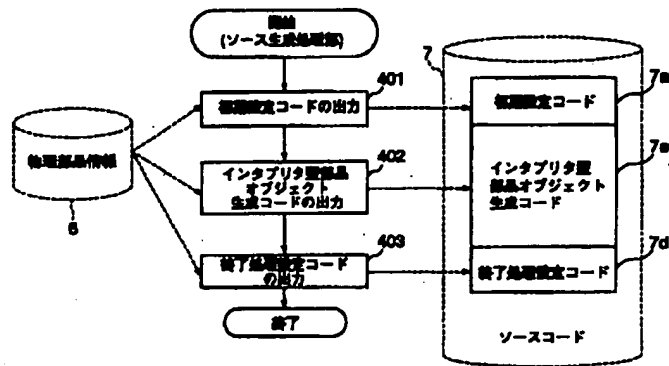 開始
(ソース生成処理部)
401
初期設定コードの出力
402
インタプリタ型部品
オブジェクト
生成コードの出力
403
終了処理設定コード
の出力
終了
物理部品情報
6
7
7a
初期設定コード
7e
インタプリタ型
部品オブジェクト
生成コード
7d
終了処理設定コード
ソースコード